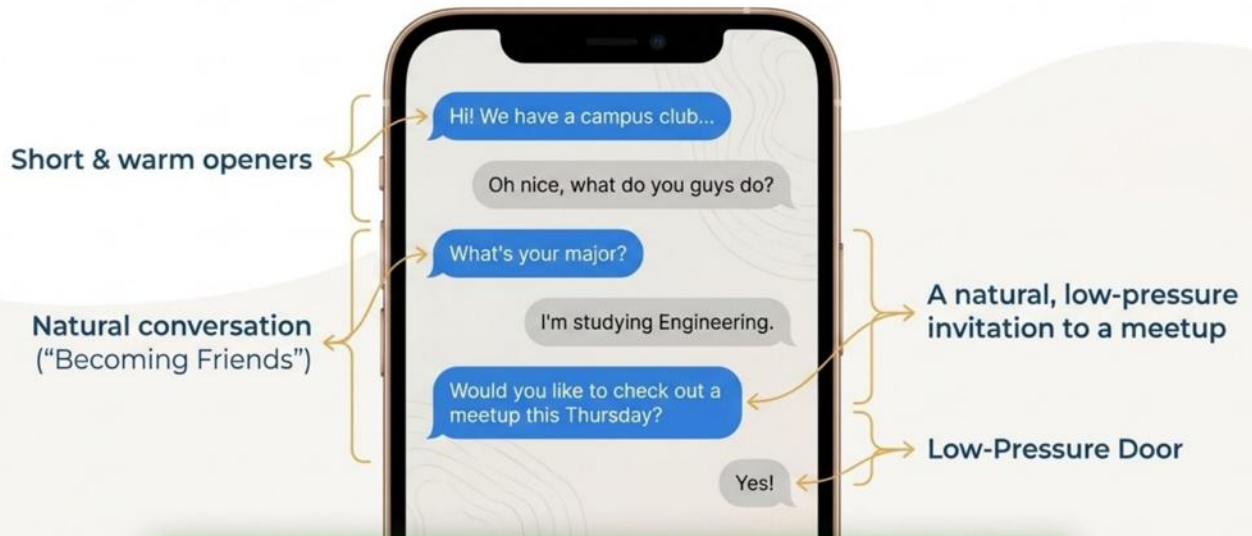 Hi! We have a campus club...
Short & warm openers
Oh nice, what do you guys do?
What's your major?
Natural conversation
(“Becoming Friends”)
I'm studying Engineering.
A natural, low-pressure
invitation to a meetup
Would you like to check out a
meetup this Thursday?
Low-Pressure Door
Yes!